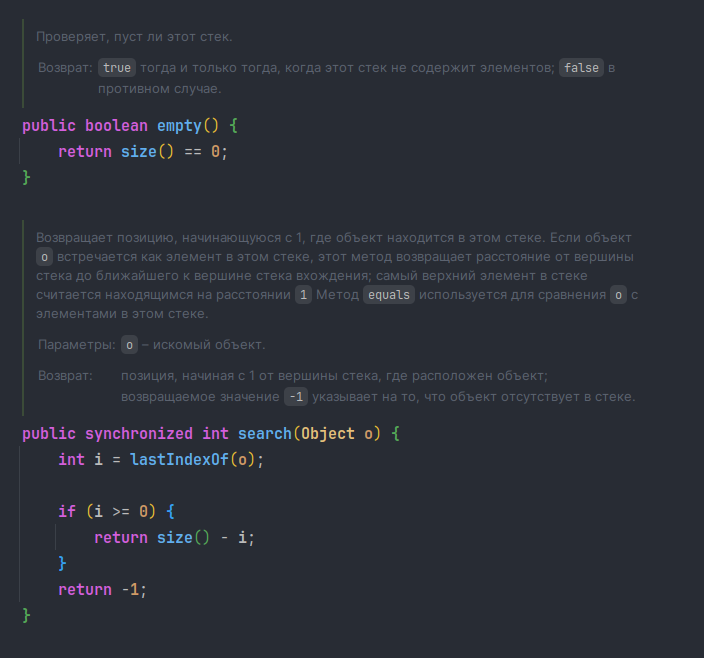 Проверяет, пуст ли этот стек.
Возврат: true тогда и только тогда, когда этот стек не содержит элементов; false в
противном случае.
public boolean empty() {
    return size() == 0;
}
Возвращает позицию, начинающуюся с 1, где объект находится в этом стеке. Если объект
o встречается как элемент в этом стеке, этот метод возвращает расстояние от вершины
стека до ближайшего к вершине стека вхождения; самый верхний элемент в стеке
считается находящимся на расстоянии 1 Метод equals используется для сравнения o с
элементами в этом стеке.
Параметры: o – искомый объект.
Возврат: позиция, начиная с 1 от вершины стека, где расположен объект;
возвращаемое значение -1 указывает на то, что объект отсутствует в стеке.
public synchronized int search(Object o) {
    int i = lastIndexOf(o);
    if (i >= 0) {
        return size() - i;
    }
    return -1;
}